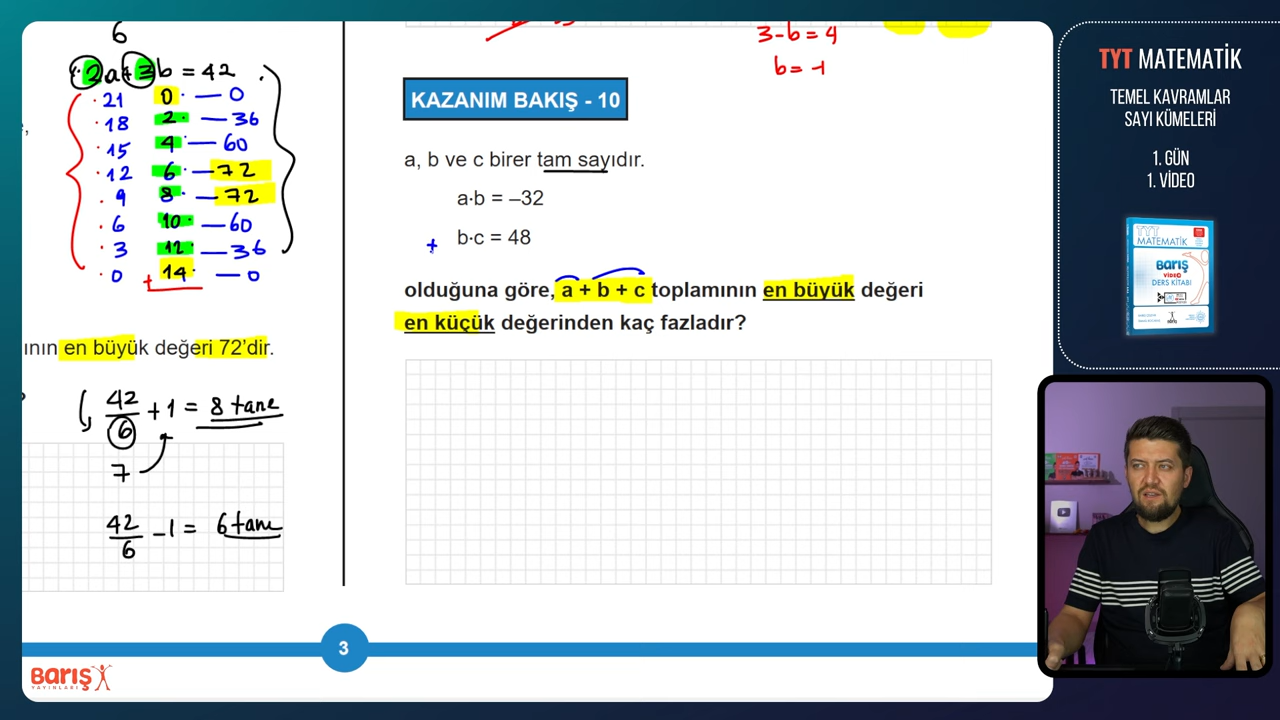 6
2a + 3b = 42
21 0 — 0
18 2 — 36
15 4 — 60
12 6 — 72
9 8 — 72
6 10 — 60
3 12 — 36
0 + 14 — 0
ının en büyük değeri 72'dir.
42/6 + 1 = 8 tane
7
42/6 - 1 = 6 tane
3-b = 4
b = -1
KAZANIM BAKIŞ - 10
a, b ve c birer tam sayıdır.
a·b = –32
+ b·c = 48
olduğuna göre, a + b + c toplamının en büyük değeri
en küçük değerinden kaç fazladır?
3
BARIŞ
YAYINLARI
TYT MATEMATİK
TEMEL KAVRAMLAR
SAYI KÜMELERİ
1. GÜN
1. VİDEO
TYT
MATEMATİK
BARIŞ
VİDEO
DERS KİTABI